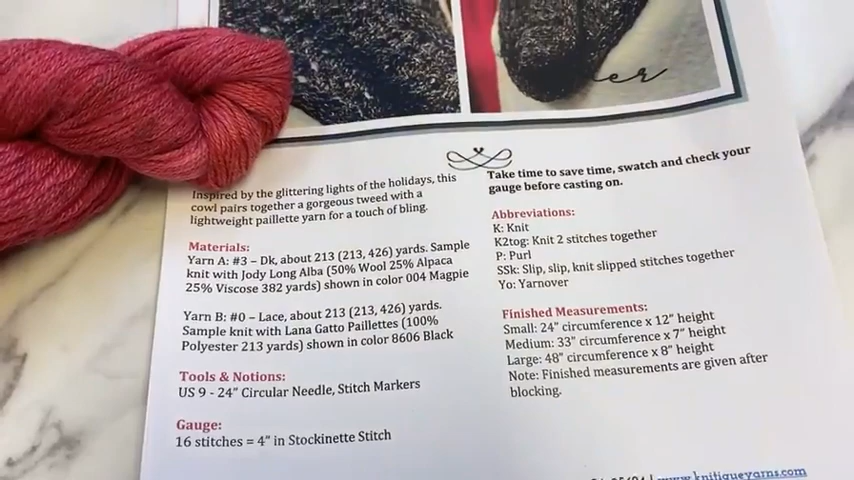 er
Inspired by the glittering lights of the holidays, this
cowl pairs together a gorgeous tweed with a
lightweight paillette yarn for a touch of bling.
Materials:
Yarn A: #3 – Dk, about 213 (213, 426) yards. Sample
knit with Jody Long Alba (50% Wool 25% Alpaca
25% Viscose 382 yards) shown in color 004 Magpie
Yarn B: #0 – Lace, about 213 (213, 426) yards.
Sample knit with Lana Gatto Paillettes (100%
Polyester 213 yards) shown in color 8606 Black
Tools & Notions:
US 9 - 24" Circular Needle, Stitch Markers
Gauge:
16 stitches = 4" in Stockinette Stitch
Take time to save time, swatch and check your
gauge before casting on.
Abbreviations:
K: Knit
K2tog: Knit 2 stitches together
P: Purl
SSk: Slip, slip, knit slipped stitches together
Yo: Yarnover
Finished Measurements:
Small: 24" circumference x 12" height
Medium: 33" circumference x 7" height
Large: 48" circumference x 8" height
Note: Finished measurements are given after
blocking.
www.knitiqueyarns.com